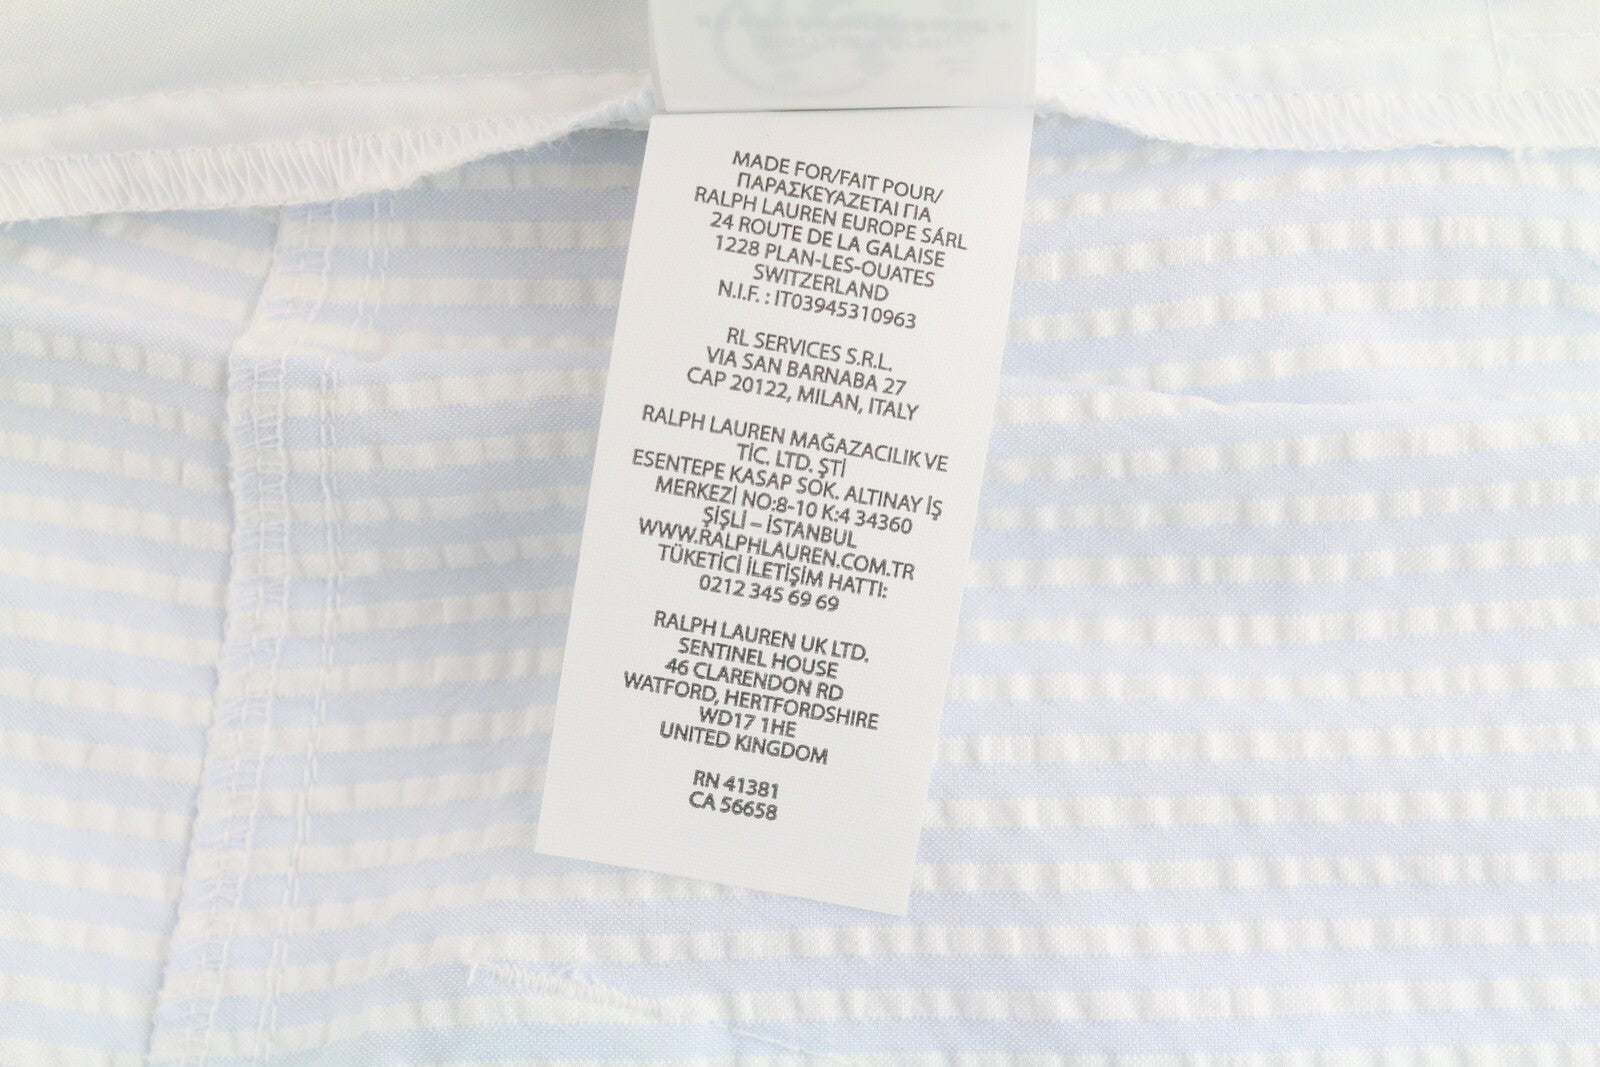 MADE FOR/FAIT POUR/
ΠΑΡΑΣΚΕΥΑΖΕΤΑΙ ΓΙΑ
RALPH LAUREN EUROPE SÁRL
24 ROUTE DE LA GALAISE
1228 PLAN-LES-OUATES
SWITZERLAND
N.I.F. : IT03945310963
RL SERVICES S.R.L.
VIA SAN BARNABA 27
CAP 20122, MILAN, ITALY
RALPH LAUREN MAĞAZACILIK VE
TİC. LTD. ŞTİ
ESENTEPE KASAP SOK. ALTINAY İŞ
MERKEZİ NO:8-10 K:4 34360
ŞİŞLİ – İSTANBUL
WWW.RALPHLAUREN.COM.TR
TÜKETİCİ İLETİŞİM HATTI:
0212 345 69 69
RALPH LAUREN UK LTD.
SENTINEL HOUSE
46 CLARENDON RD
WATFORD, HERTFORDSHIRE
WD17 1HE
UNITED KINGDOM
RN 41381
CA 56658